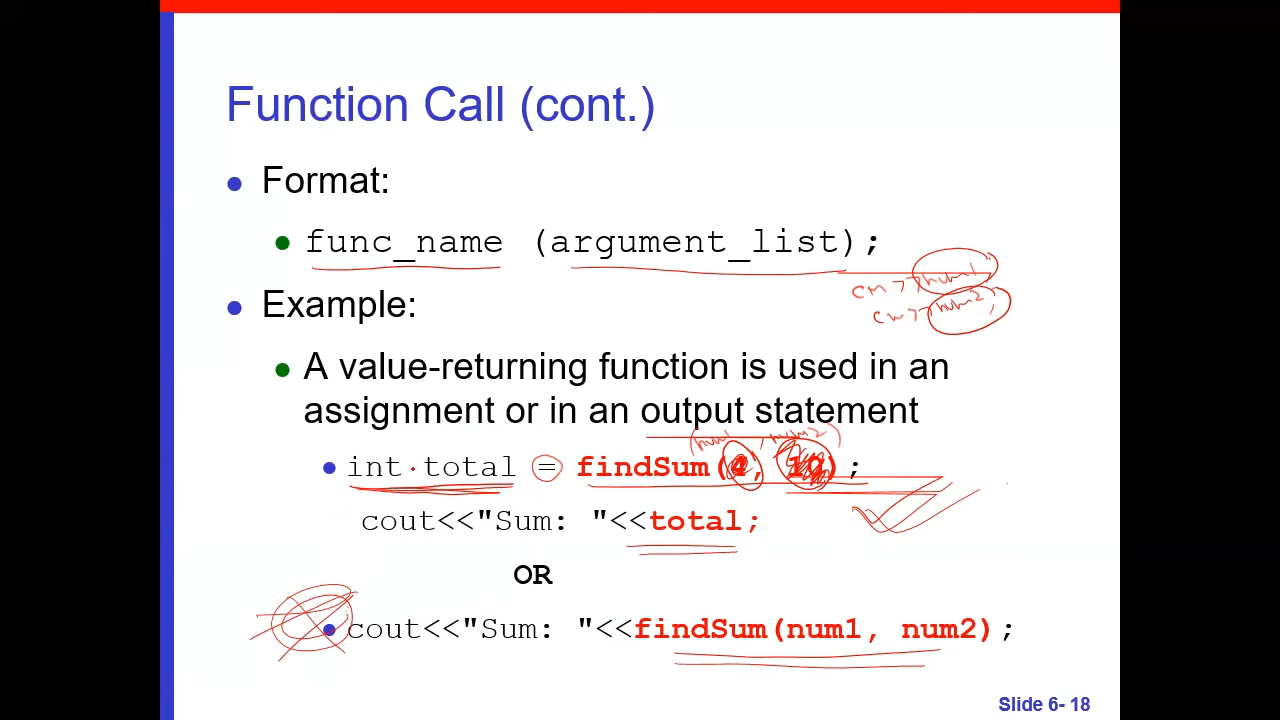 Function Call (cont.)
Format:
func_name (argument_list);
cin>>num1
cin>>num2;
Example:
A value-returning function is used in an
assignment or in an output statement
(num1, num2)
int total = findSum(4, 10);
cout<<"Sum: "<<total;
OR
cout<<"Sum: "<<findSum(num1, num2);
Slide 6- 18